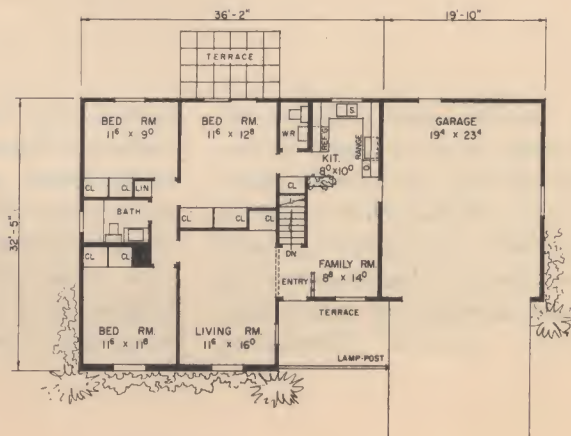 36'-2"
19'-10"
TERRACE
BED RM.
11⁶ x 9⁰
BED RM.
11⁶ x 12⁸
WR
REF'G.
S.
RANGE
O.
KIT.
8⁰ x 10⁰
GARAGE
19⁴ x 23⁴
CL
CL
LIN
CL
BATH
CL
CL
CL
CL
CL
DN
32'-5"
FAMILY RM.
8⁸ x 14⁰
ENTRY
BED RM.
11⁶ x 11⁸
LIVING RM.
11⁶ x 16⁰
TERRACE
LAMP-POST